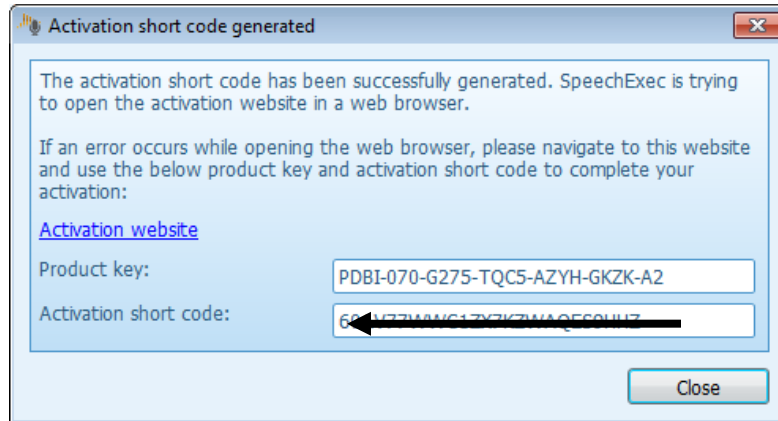 Activation short code generated
The activation short code has been successfully generated. SpeechExec is trying
to open the activation website in a web browser.
If an error occurs while opening the web browser, please navigate to this website
and use the below product key and activation short code to complete your
activation:
Activation website
Product key:
PDBI-070-G275-TQC5-AZYH-GKZK-A2
Activation short code:
Close